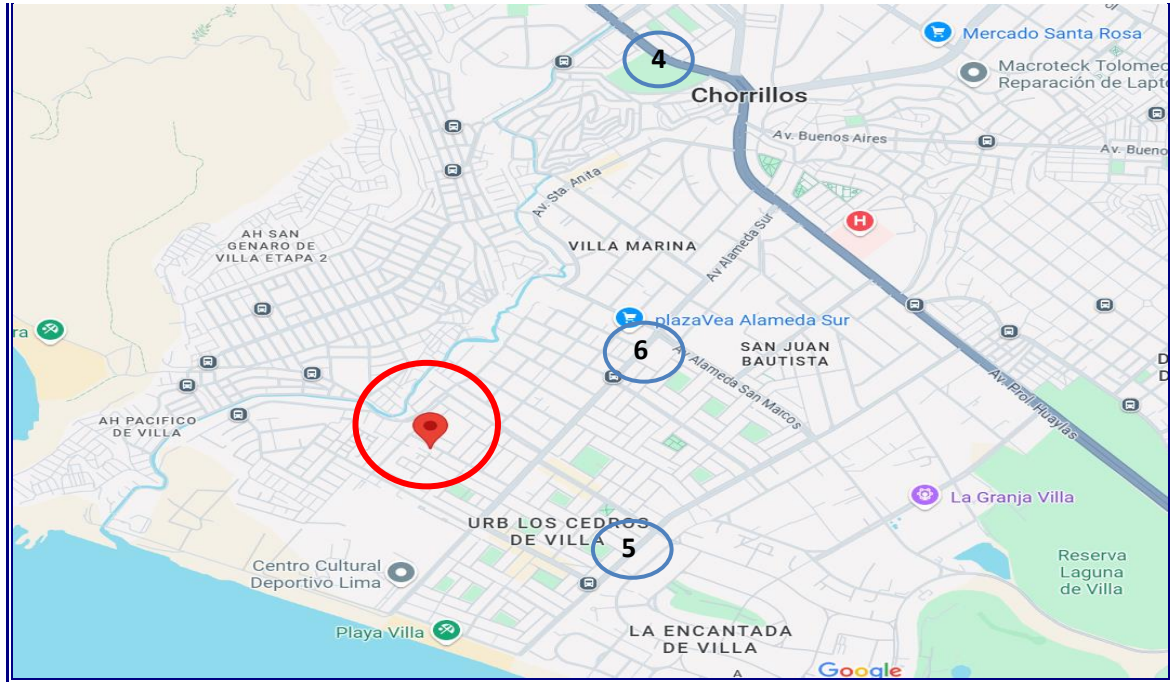 4
Mercado Santa Rosa
Macroteck Tolomeo
Reparación de Lapto
Chorrillos
Av. Buenos Aires
Av. Bueno
Av. Sta. Anita
H
AH SAN
GENARO DE
VILLA ETAPA 2
VILLA MARINA
Av Alameda Sur
plazaVea Alameda Sur
ra
6
SAN JUAN
BAUTISTA
Av Alameda San Marcos
Av. Prol. Huaylas
D
D
AH PACIFICO
DE VILLA
La Granja Villa
URB LOS CEDROS
DE VILLA
5
Centro Cultural
Deportivo Lima
Reserva
Laguna
de Villa
Playa Villa
LA ENCANTADA
DE VILLA
A
Google